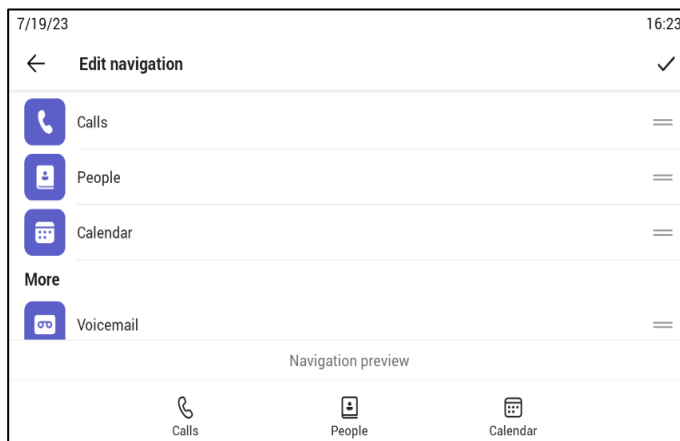 7/19/23 16:23
Edit navigation
Calls
People
Calendar
More
Voicemail
Navigation preview
Calls People Calendar